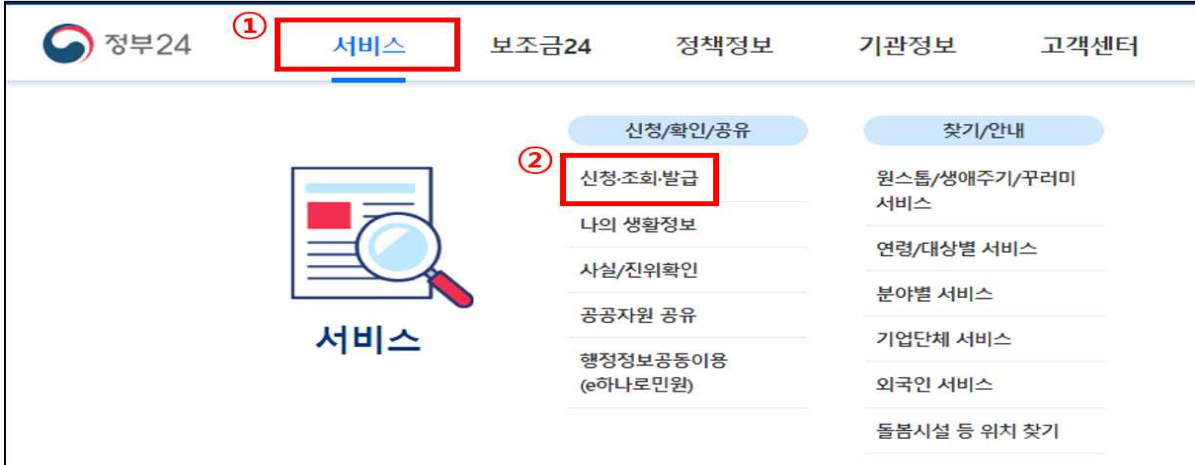 정부24
①
서비스
보조금24
정책정보
기관정보
고객센터
서비스
신청/확인/공유
②
신청·조회·발급
나의 생활정보
사실/진위확인
공공자원 공유
행정정보공동이용
(e하나로민원)
찾기/안내
원스톱/생애주기/꾸러미
서비스
연령/대상별 서비스
분야별 서비스
기업단체 서비스
외국인 서비스
돌봄시설 등 위치 찾기